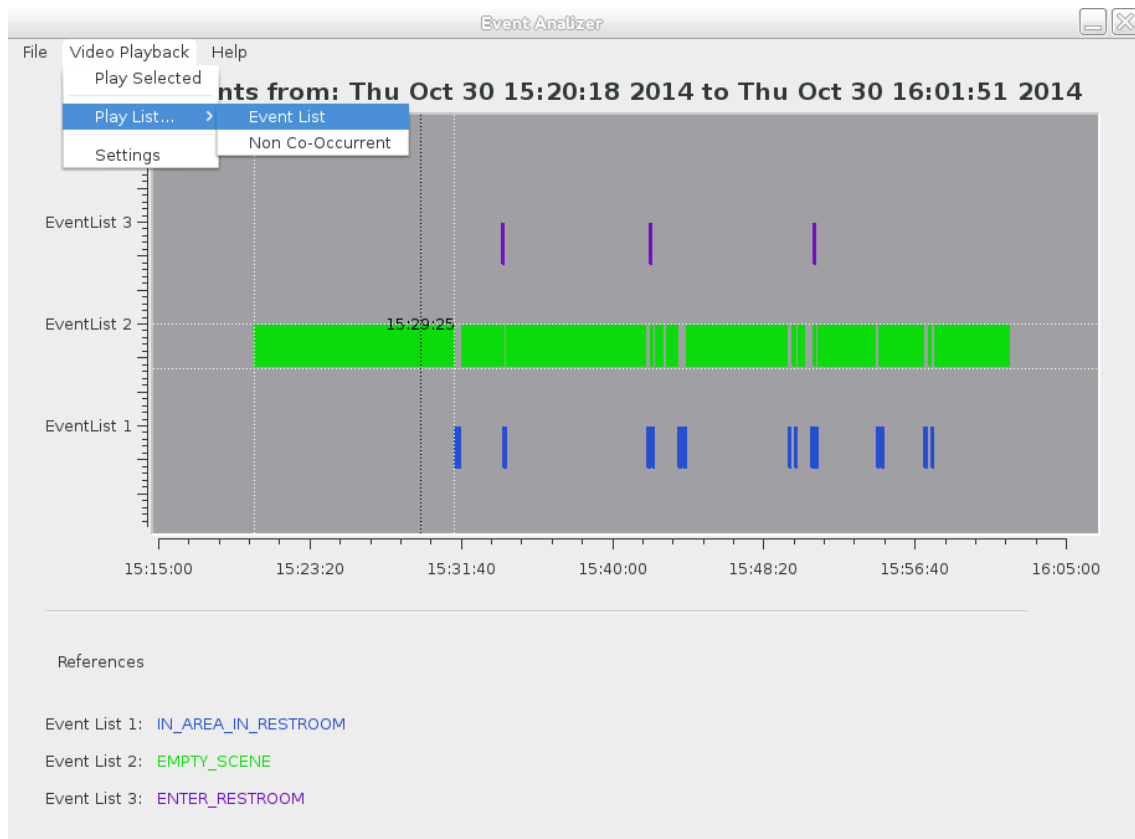 Event Analizer
File Video Playback Help
Play Selected
nts from: Thu Oct 30 15:20:18 2014 to Thu Oct 30 16:01:51 2014
Play List... > Event List
Non Co-Occurrent
Settings
EventList 3
EventList 2
15:29:25
EventList 1
15:15:00 15:23:20 15:31:40 15:40:00 15:48:20 15:56:40 16:05:00
References
Event List 1: IN_AREA_IN_RESTROOM
Event List 2: EMPTY_SCENE
Event List 3: ENTER_RESTROOM